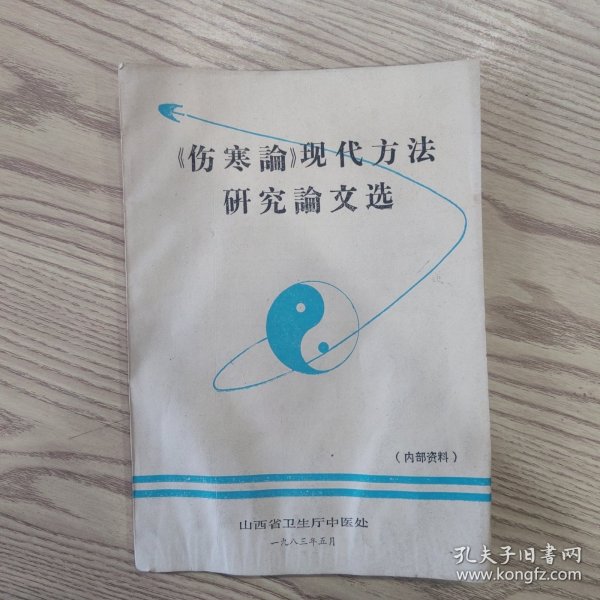 《伤寒論》现代方法
研究論文选
（内部资料）
山西省卫生厅中医处
一九八三年五月
孔夫子旧書网
www.kongfz.com